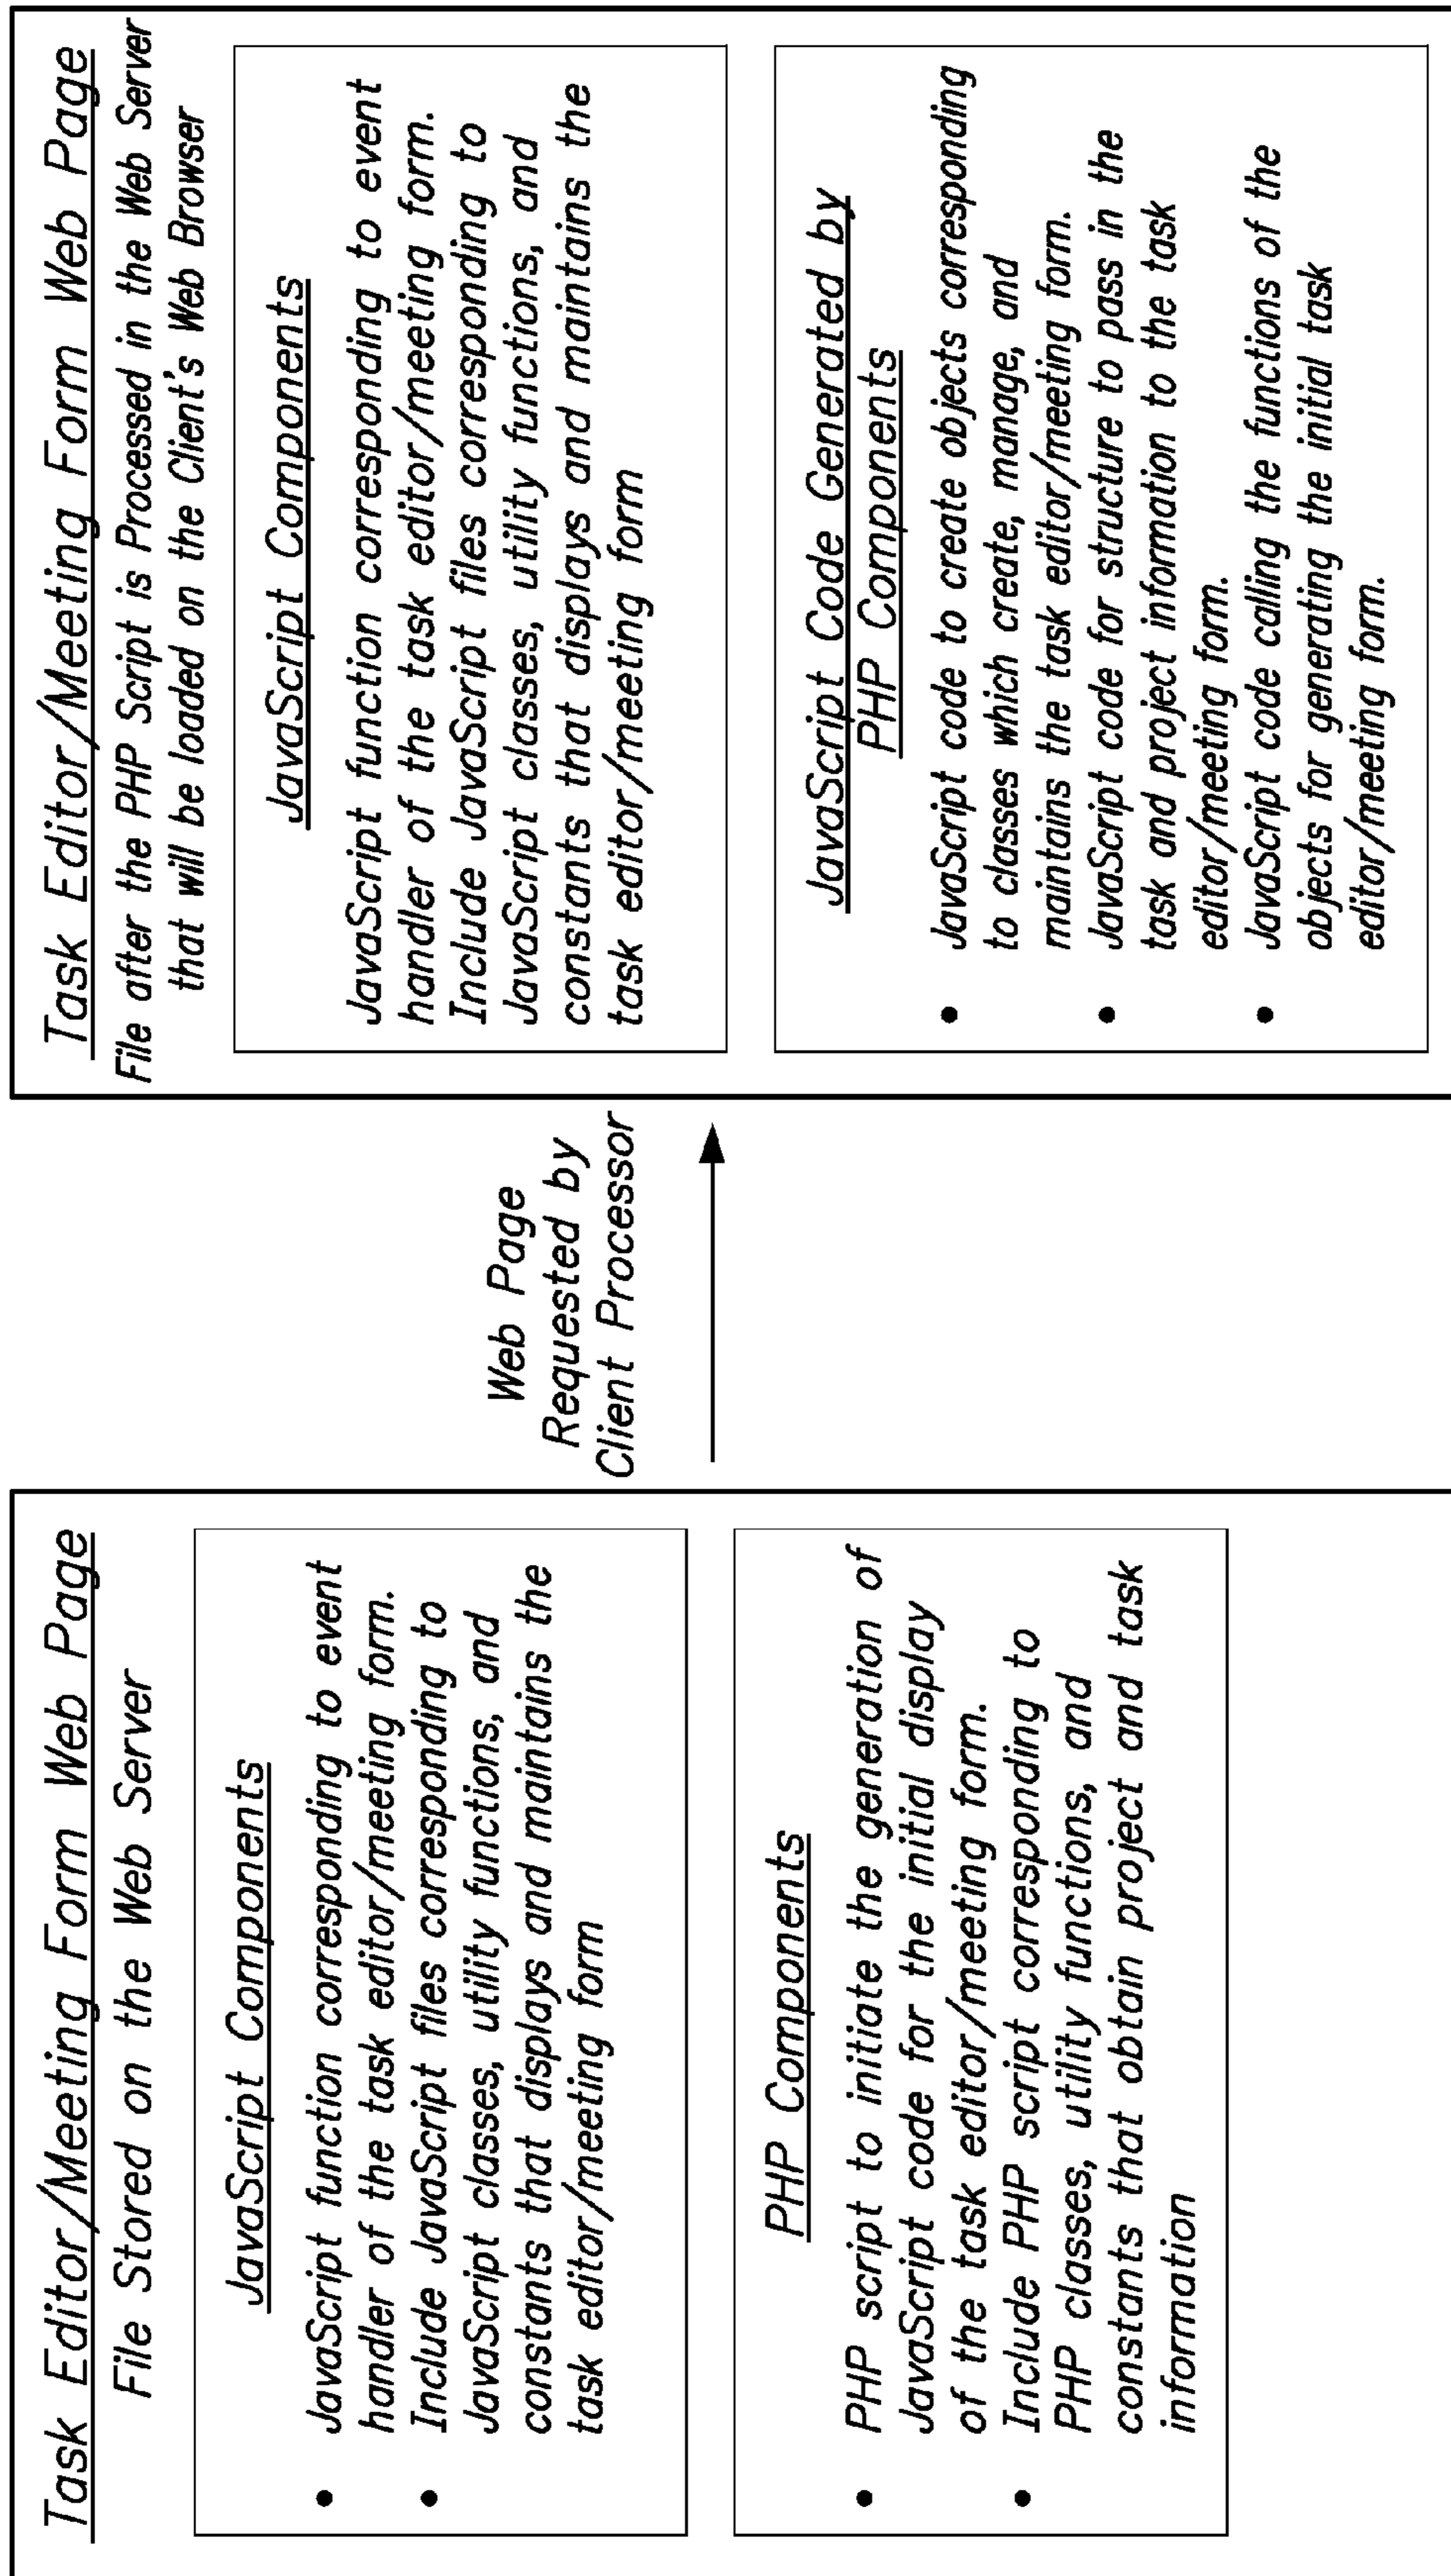 Task Editor/Meeting Form Web Page
File Stored on the Web Server
JavaScript Components
• JavaScript function corresponding to event
handler of the task editor/meeting form.
• Include JavaScript files corresponding to
JavaScript classes, utility functions, and
constants that displays and maintains the
task editor/meeting form
PHP Components
• PHP script to initiate the generation of
JavaScript code for the initial display
of the task editor/meeting form.
• Include PHP script corresponding to
PHP classes, utility functions, and
constants that obtain project and task
information
Web Page
Requested by
Client Processor
Task Editor/Meeting Form Web Page
File after the PHP Script is Processed in the Web Server
that will be loaded on the Client's Web Browser
JavaScript Components
JavaScript function corresponding to event
handler of the task editor/meeting form.
Include JavaScript files corresponding to
JavaScript classes, utility functions, and
constants that displays and maintains the
task editor/meeting form
JavaScript Code Generated by
PHP Components
• JavaScript code to create objects corresponding
to classes which create, manage, and
maintains the task editor/meeting form.
• JavaScript code for structure to pass in the
task and project information to the task
editor/meeting form.
• JavaScript code calling the functions of the
objects for generating the initial task
editor/meeting form.